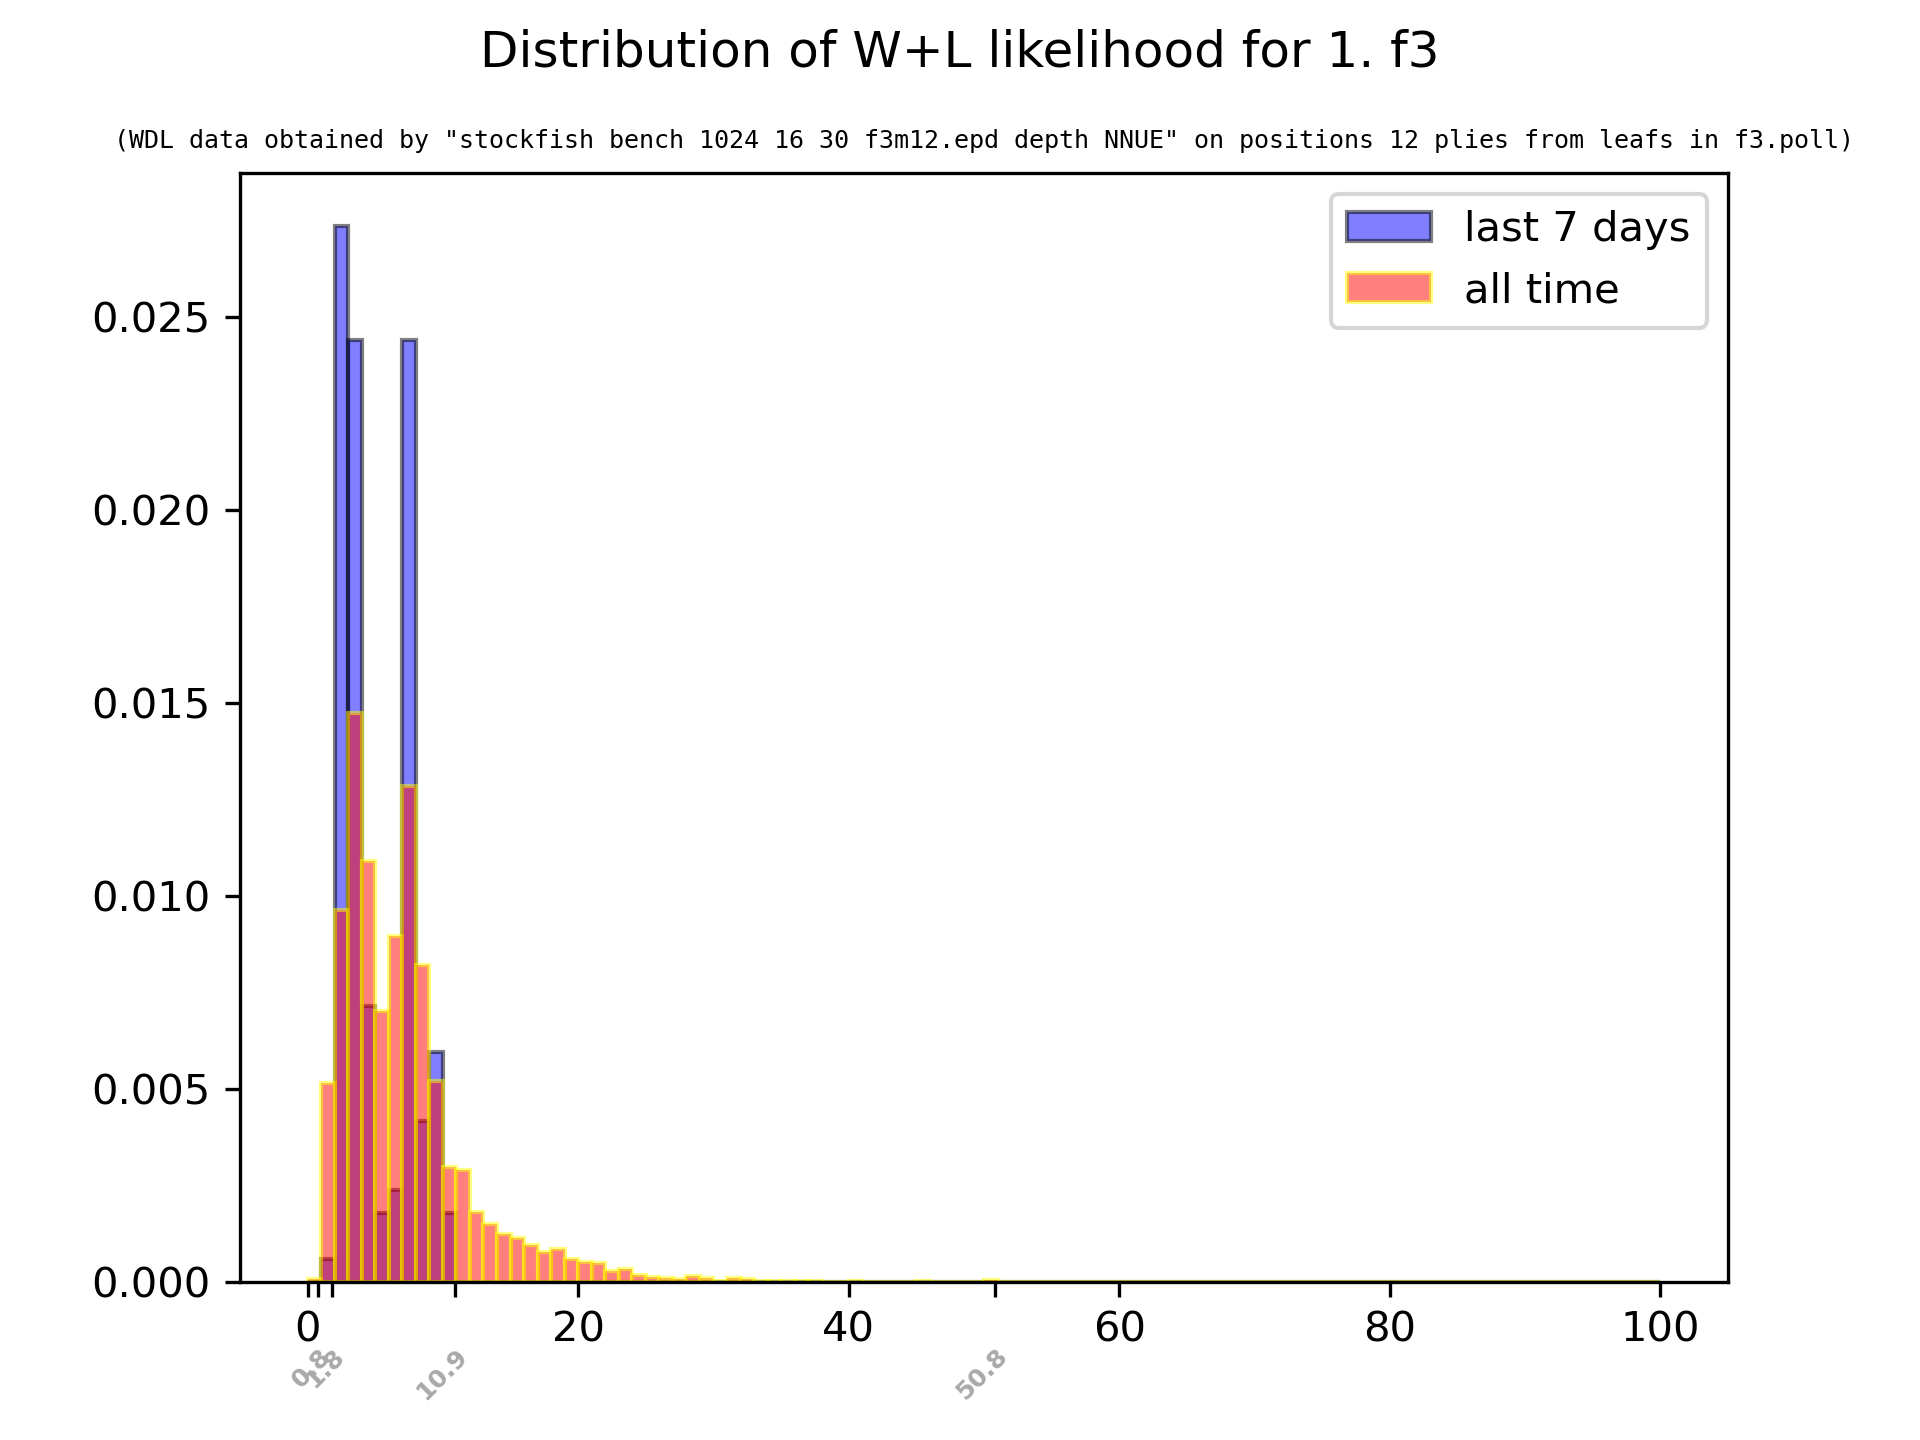 Distribution of W+L likelihood for 1. f3
(WDL data obtained by "stockfish bench 1024 16 30 f3m12.epd depth NNUE" on positions 12 plies from leafs in f3.poll)
last 7 days
all time
0.025
0.020
0.015
0.010
0.005
0.000
0 20 40 60 80 100
0.8 1.8 10.9 50.8